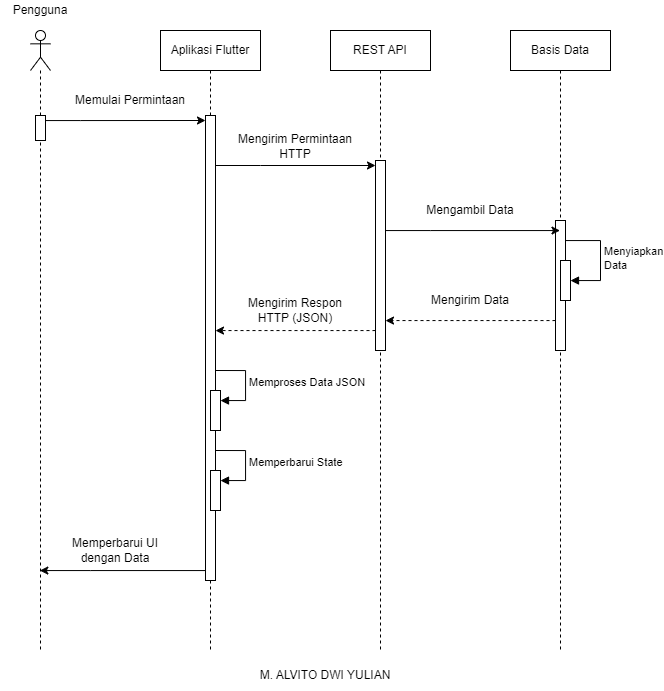 Pengguna
Aplikasi Flutter
REST API
Basis Data
Memulai Permintaan
Mengirim Permintaan
HTTP
Mengambil Data
Menyiapkan
Data
Mengirim Data
Mengirim Respon
HTTP (JSON)
Memproses Data JSON
Memperbarui State
Memperbarui UI
dengan Data
M. ALVITO DWI YULIAN